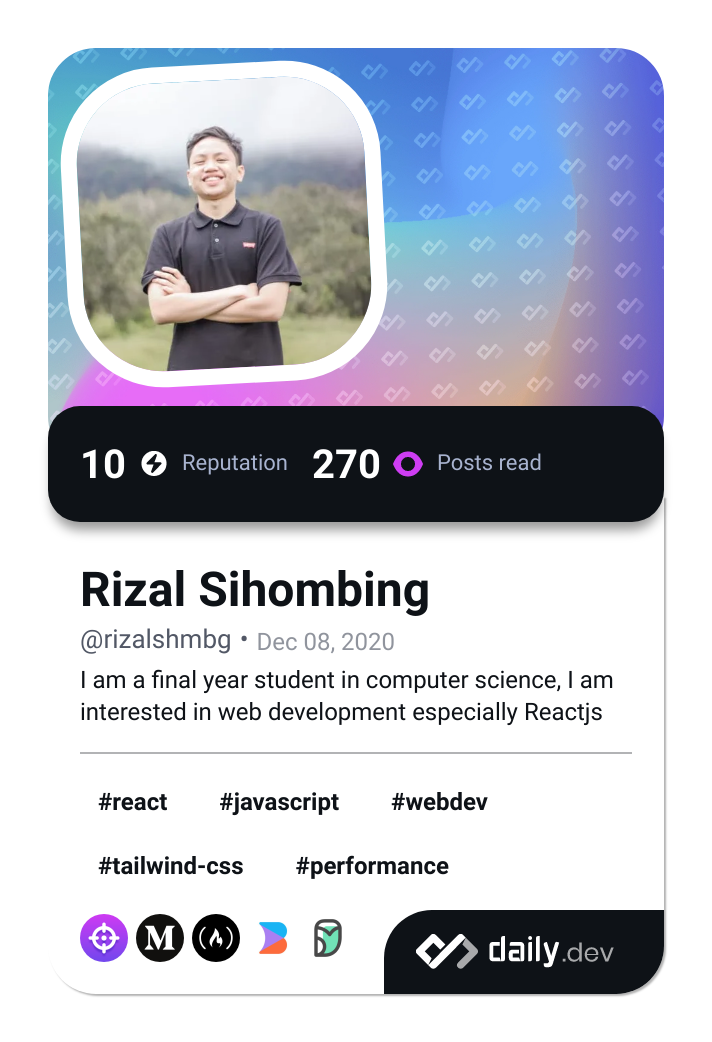 10 Reputation 270 Posts read
Rizal Sihombing
@rizalshmbg • Dec 08, 2020
I am a final year student in computer science, I am
interested in web development especially Reactjs
#react #javascript #webdev
#tailwind-css #performance
M
daily.dev